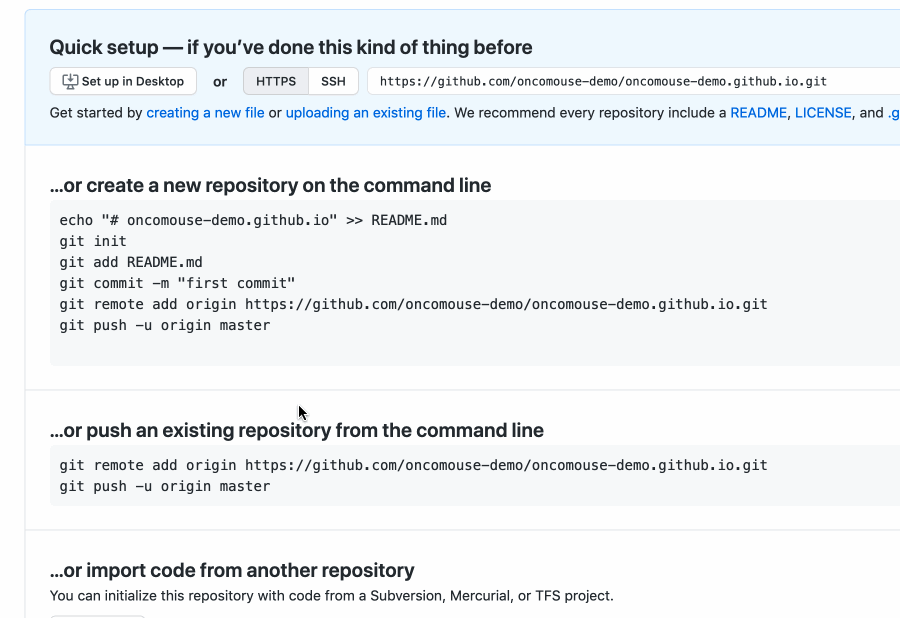 Quick setup — if you’ve done this kind of thing before
Set up in Desktop or HTTPS SSH https://github.com/oncomouse-demo/oncomouse-demo.github.io.git
Get started by creating a new file or uploading an existing file. We recommend every repository include a README, LICENSE, and .g
...or create a new repository on the command line
echo "# oncomouse-demo.github.io" >> README.md
git init
git add README.md
git commit -m "first commit"
git remote add origin https://github.com/oncomouse-demo/oncomouse-demo.github.io.git
git push -u origin master
...or push an existing repository from the command line
git remote add origin https://github.com/oncomouse-demo/oncomouse-demo.github.io.git
git push -u origin master
...or import code from another repository
You can initialize this repository with code from a Subversion, Mercurial, or TFS project.